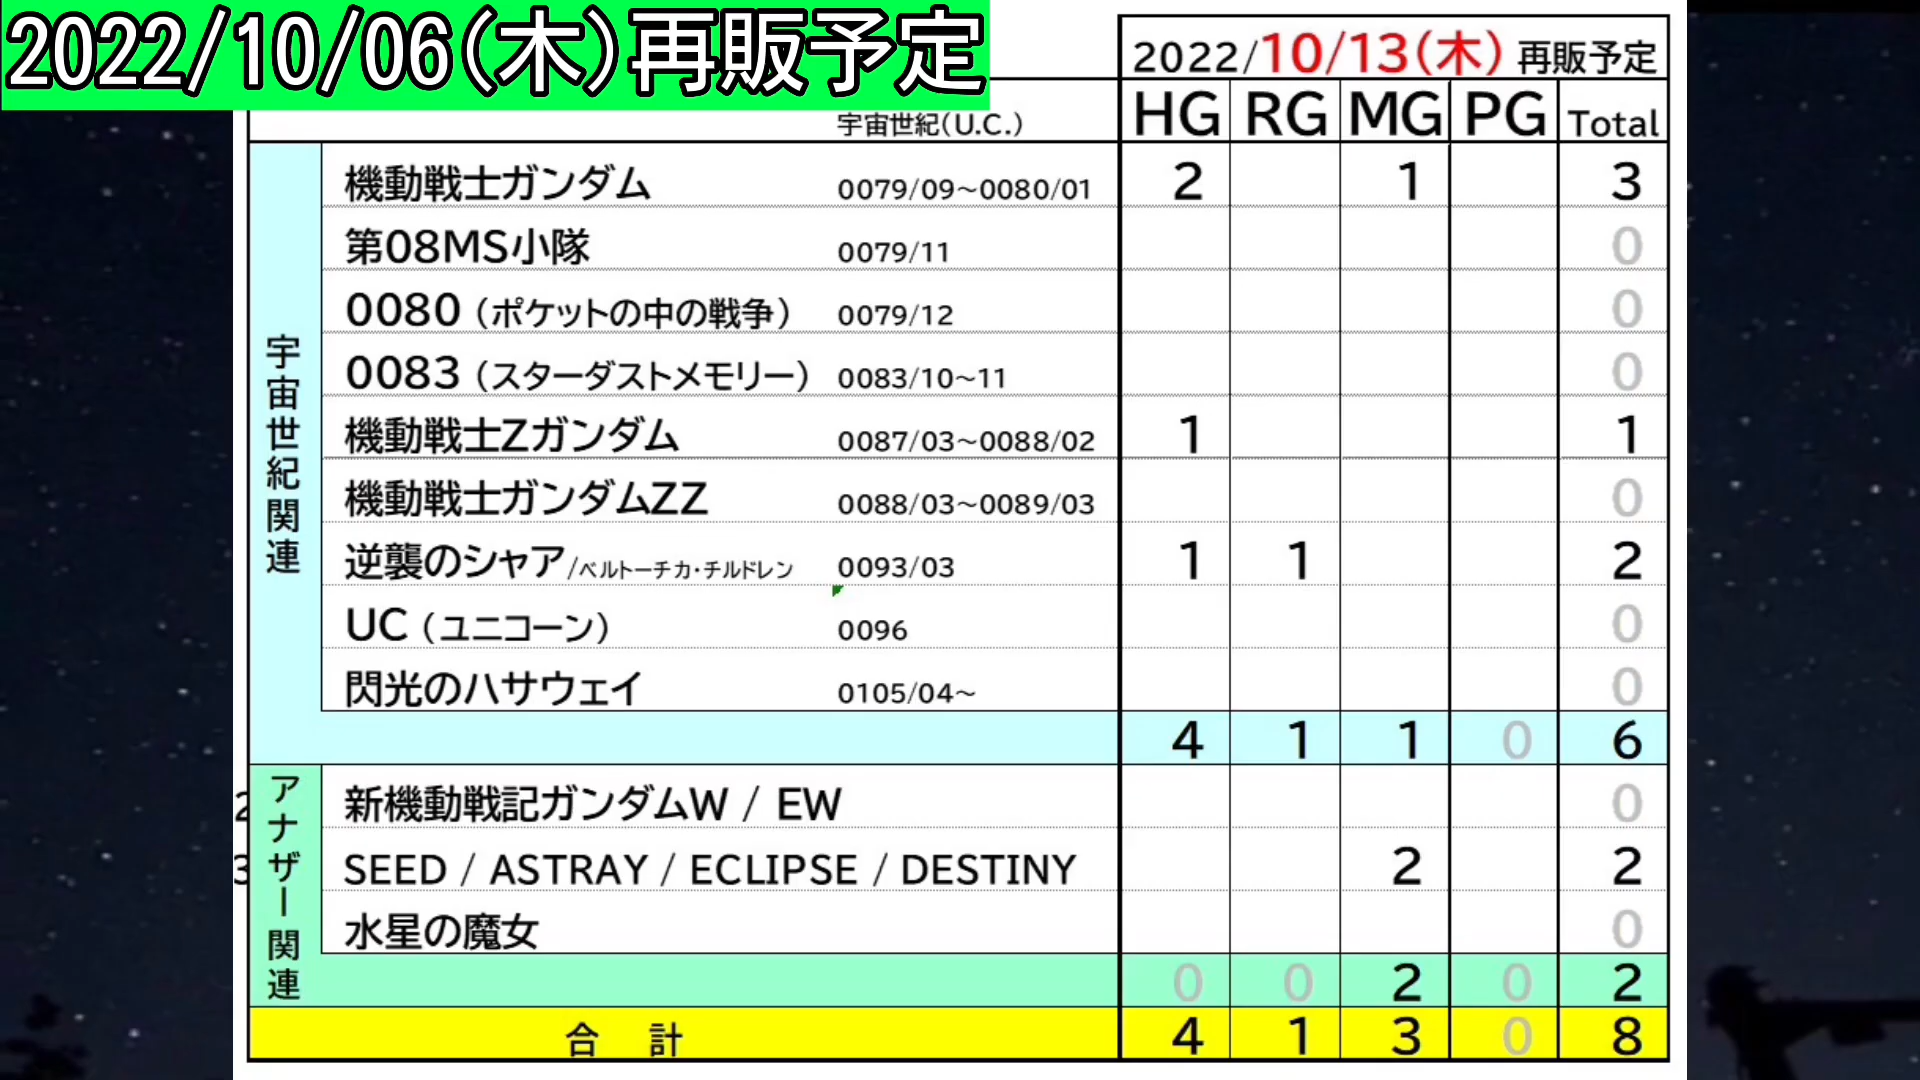 2022/10/06(木)再販予定
2022/10/13(木) 再販予定
宇宙世紀(U.C.) HG RG MG PG Total
宇宙世紀関連
機動戦士ガンダム 0079/09~0080/01 2 1 3
第08MS小隊 0079/11 0
0080 (ポケットの中の戦争) 0079/12 0
0083 (スターダストメモリー) 0083/10~11 0
機動戦士Zガンダム 0087/03~0088/02 1 1
機動戦士ガンダムZZ 0088/03~0089/03 0
逆襲のシャア/ベルトーチカ・チルドレン 0093/03 1 1 2
UC (ユニコーン) 0096 0
閃光のハサウェイ 0105/04~ 0
4 1 1 0 6
アナザー関連
新機動戦記ガンダムW / EW 0
SEED / ASTRAY / ECLIPSE / DESTINY 2 2
水星の魔女 0
0 0 2 0 2
合 計 4 1 3 0 8